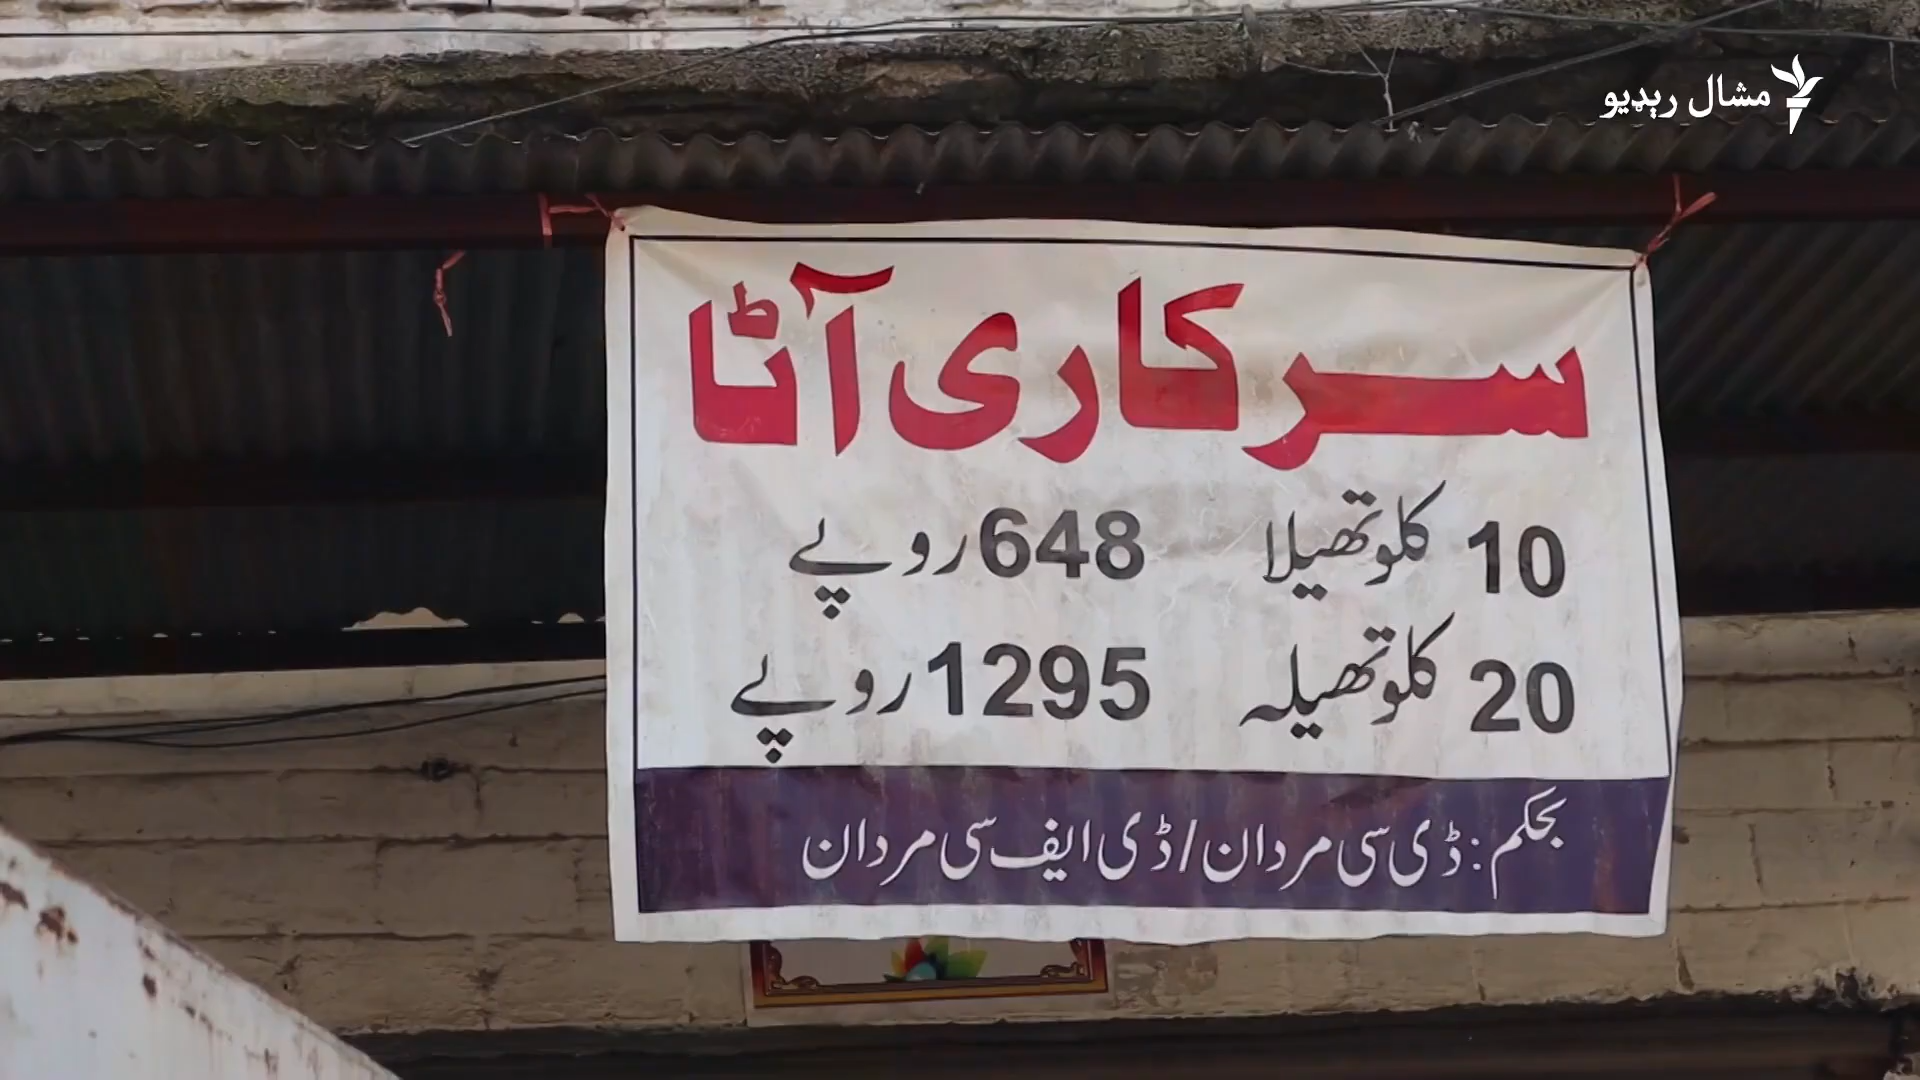 مشال رېډیو
سرکاری آٹا
10 کلو تھیلا 648 روپے
20 کلو تھیلہ 1295 روپے
بحکم: ڈی سی مردان/ڈی ایف سی مردان